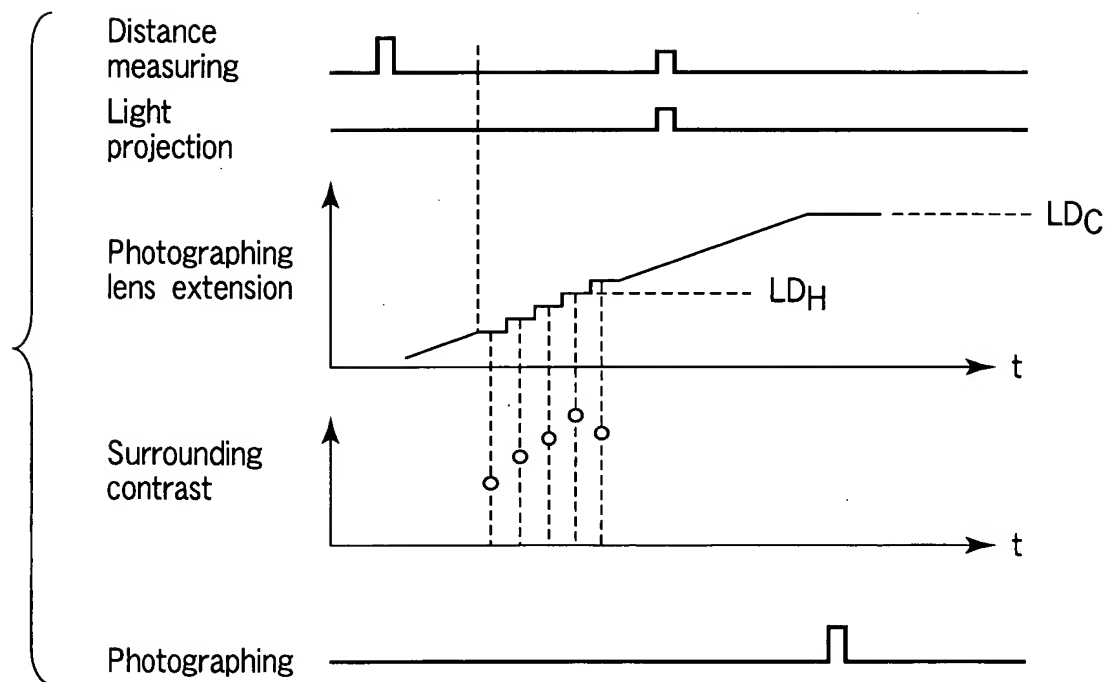 Distance
measuring
Light
projection
Photographing
lens extension
LDC
LDH
t
Surrounding
contrast
t
Photographing